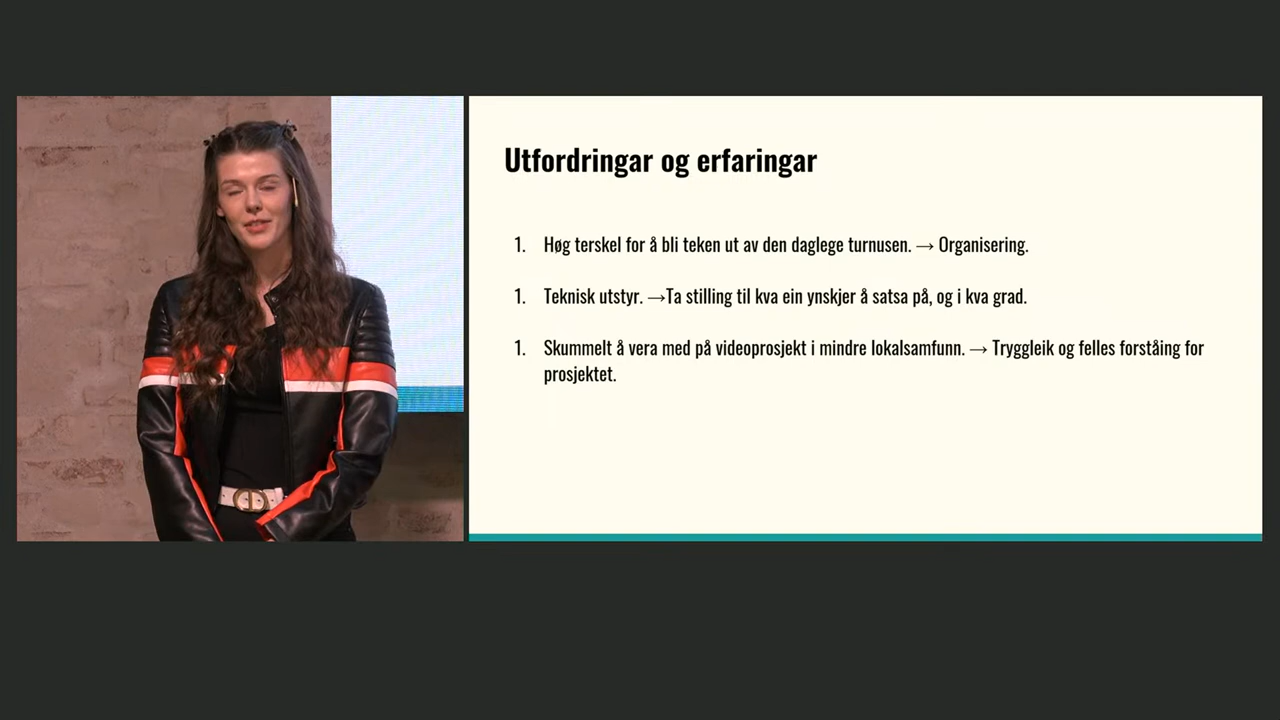 Utfordringar og erfaringar
1. Høg terskel for å bli teken ut av den daglege turnusen. → Organisering.
1. Teknisk utstyr. →Ta stilling til kva ein ynskjer å satsa på, og i kva grad.
1. Skummelt å vera med på videoprosjekt i mindre lokalsamfunn. → Tryggleik og felles forståing for
prosjektet.